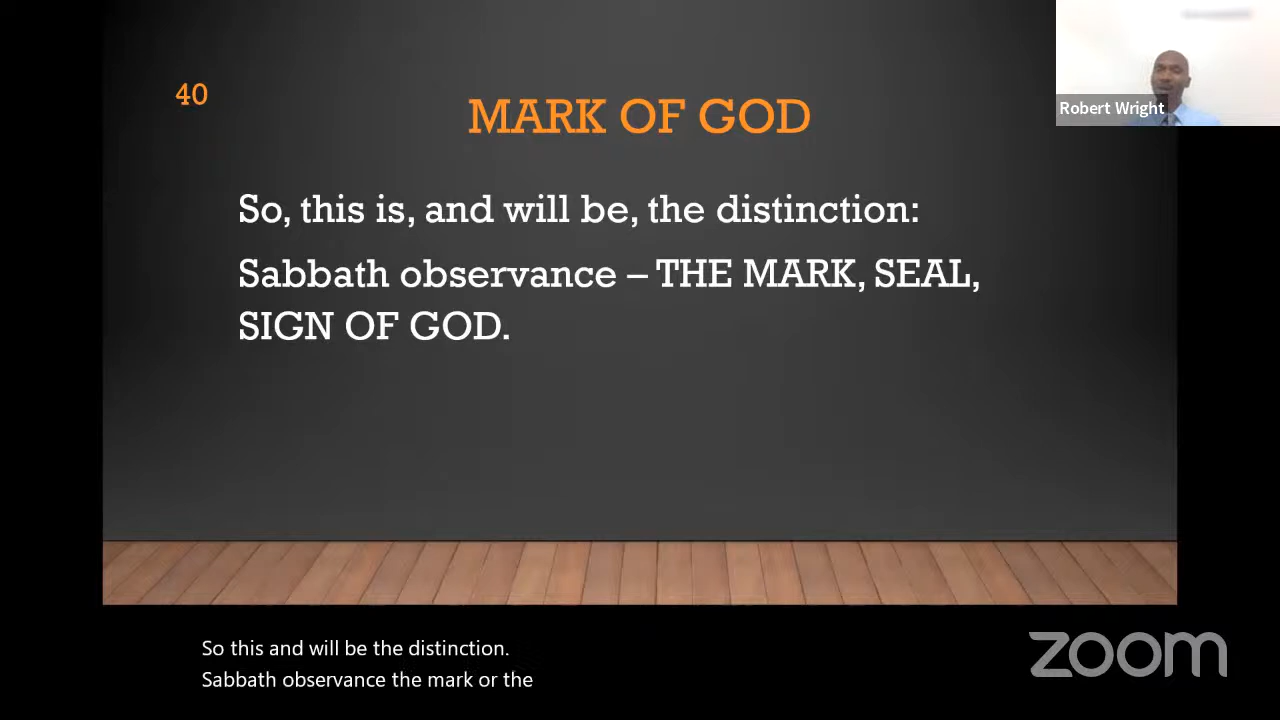 40
MARK OF GOD
So, this is, and will be, the distinction:
Sabbath observance – THE MARK, SEAL,
SIGN OF GOD.
Robert Wright
So this and will be the distinction.
Sabbath observance the mark or the
zoom